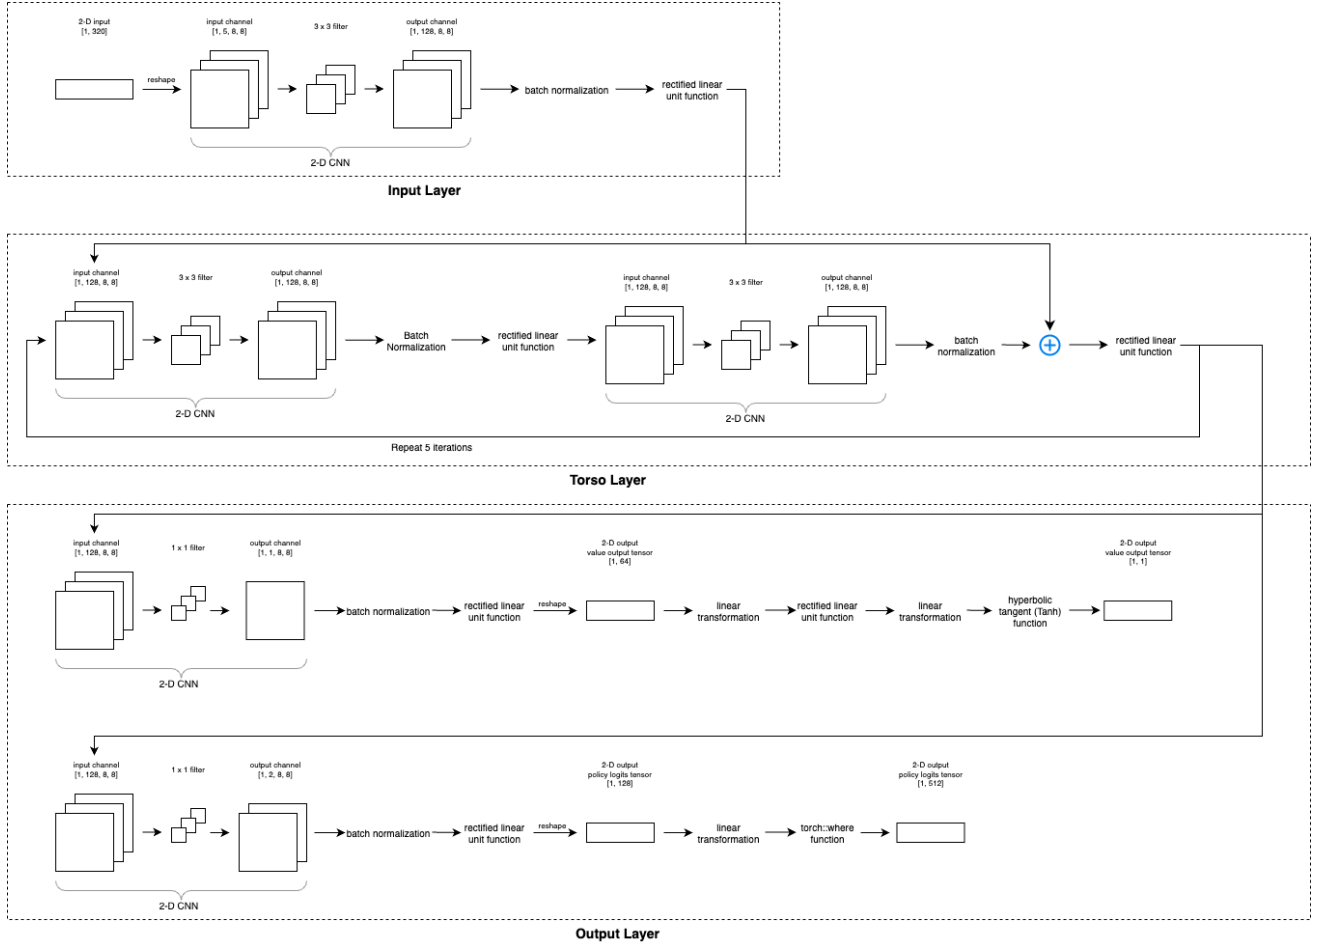 2-D input
[1, 320]
input channel
[1, 5, 8, 8]
3 x 3 filter
output channel
[1, 128, 8, 8]
reshape
batch normalization
rectified linear
unit function
2-D CNN
Input Layer
input channel
[1, 128, 8, 8]
3 x 3 filter
output channel
[1, 128, 8, 8]
input channel
[1, 128, 8, 8]
3 x 3 filter
output channel
[1, 128, 8, 8]
Batch
Normalization
rectified linear
unit function
batch
normalization
rectified linear
unit function
2-D CNN
2-D CNN
Repeat 5 iterations
Torso Layer
input channel
[1, 128, 8, 8]
1 x 1 filter
output channel
[1, 1, 8, 8]
2-D output
value output tensor
[1, 64]
2-D output
value output tensor
[1, 1]
batch normalization
rectified linear
unit function
reshape
linear
transformation
rectified linear
unit function
linear
transformation
hyperbolic
tangent (Tanh)
function
2-D CNN
input channel
[1, 128, 8, 8]
1 x 1 filter
output channel
[1, 2, 8, 8]
2-D output
policy logits tensor
[1, 128]
2-D output
policy logits tensor
[1, 512]
batch normalization
rectified linear
unit function
reshape
linear
transformation
torch::where
function
2-D CNN
Output Layer